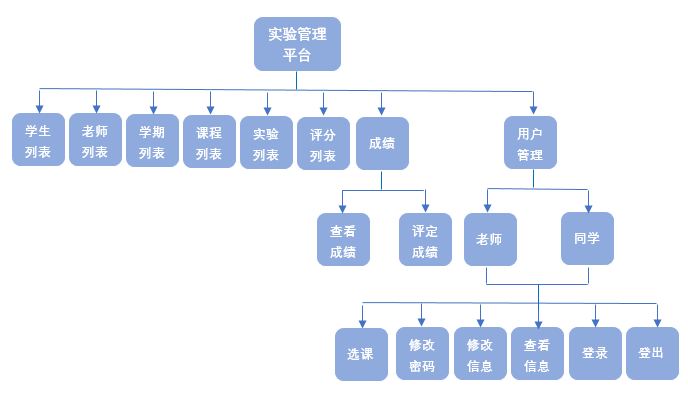 实验管理
平台
学生
列表
老师
列表
学期
列表
课程
列表
实验
列表
评分
列表
成绩
用户
管理
查看
成绩
评定
成绩
老师
同学
选课
修改
密码
修改
信息
查看
信息
登录
登出